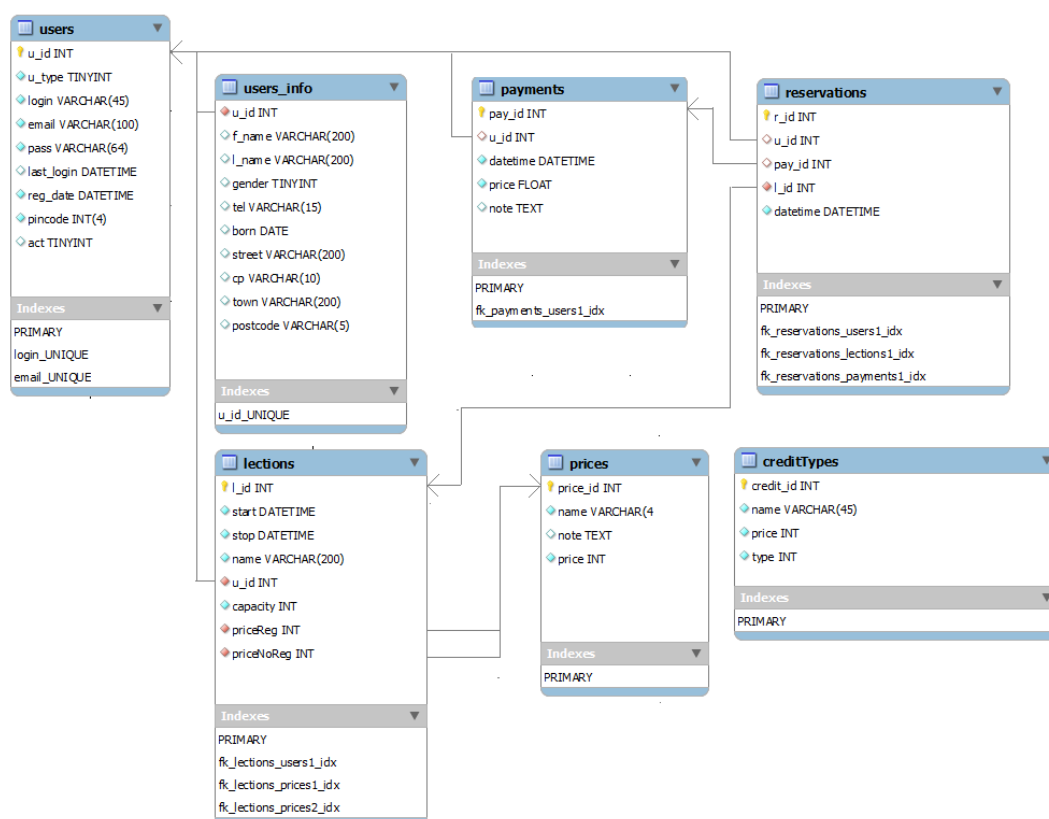 users
u_id INT
u_type TINYINT
login VARCHAR(45)
email VARCHAR(100)
pass VARCHAR(64)
last_login DATETIME
reg_date DATETIME
pincode INT(4)
act TINYINT
Indexes
PRIMARY
login_UNIQUE
email_UNIQUE
users_info
u_id INT
f_name VARCHAR(200)
l_name VARCHAR(200)
gender TINYINT
tel VARCHAR(15)
born DATE
street VARCHAR(200)
cp VARCHAR(10)
town VARCHAR(200)
postcode VARCHAR(5)
Indexes
u_id_UNIQUE
payments
pay_id INT
u_id INT
datetime DATETIME
price FLOAT
note TEXT
Indexes
PRIMARY
fk_payments_users1_idx
reservations
r_id INT
u_id INT
pay_id INT
l_id INT
datetime DATETIME
Indexes
PRIMARY
fk_reservations_users1_idx
fk_reservations_lections1_idx
fk_reservations_payments1_idx
lections
l_id INT
start DATETIME
stop DATETIME
name VARCHAR(200)
u_id INT
capacity INT
priceReg INT
priceNoReg INT
Indexes
PRIMARY
fk_lections_users1_idx
fk_lections_prices1_idx
fk_lections_prices2_idx
prices
price_id INT
name VARCHAR(4
note TEXT
price INT
Indexes
PRIMARY
creditTypes
credit_id INT
name VARCHAR(45)
price INT
type INT
Indexes
PRIMARY